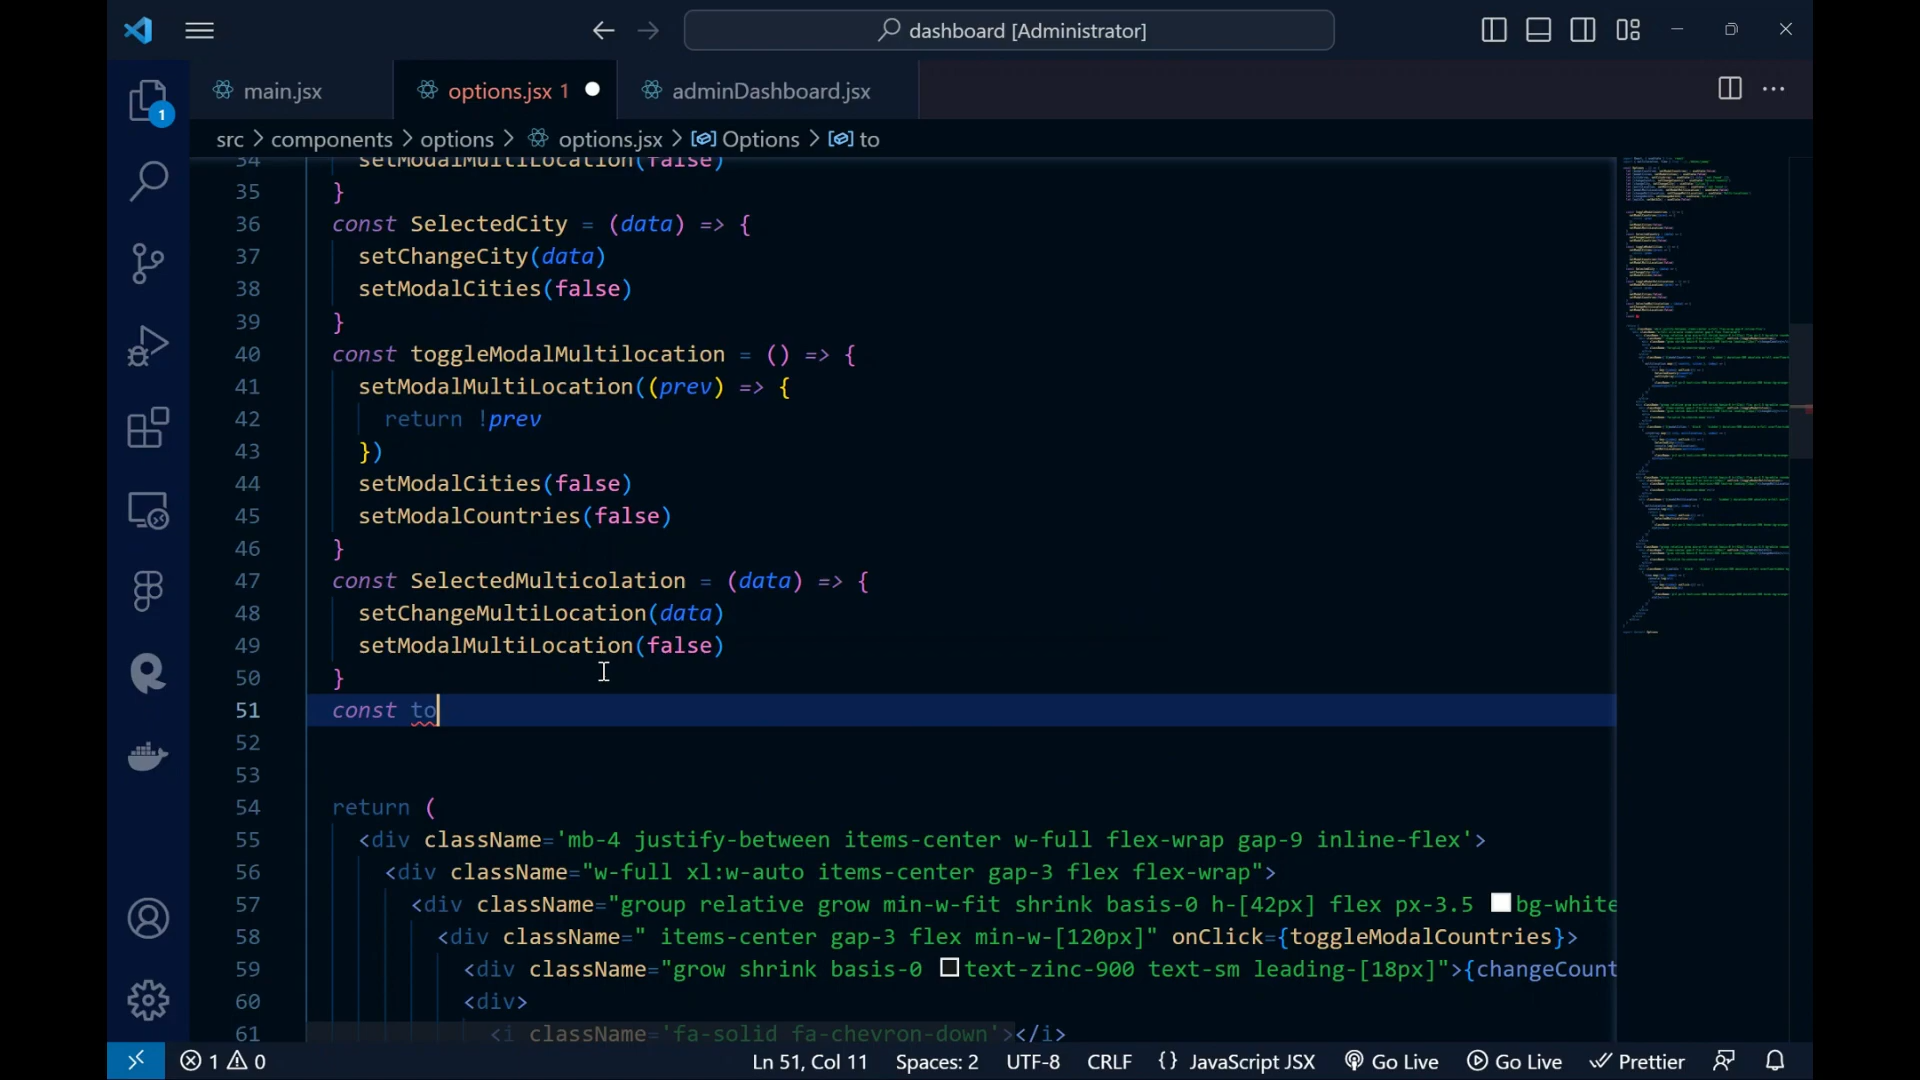 dashboard [Administrator]
main.jsx
options.jsx 1
adminDashboard.jsx
src > components > options > options.jsx > Options > to
1
34 setModalMultiLocation(false)
35 }
36 const SelectedCity = (data) => {
37 setChangeCity(data)
38 setModalCities(false)
39 }
40 const toggleModalMultilocation = () => {
41 setModalMultiLocation((prev) => {
42 return !prev
43 })
44 setModalCities(false)
45 setModalCountries(false)
46 }
47 const SelectedMulticolation = (data) => {
48 setChangeMultiLocation(data)
49 setModalMultiLocation(false)
50 }
51 const to
52
53
54 return (
55 <div className='mb-4 justify-between items-center w-full flex-wrap gap-9 inline-flex'>
56 <div className="w-full xl:w-auto items-center gap-3 flex flex-wrap">
57 <div className="group relative grow min-w-fit shrink basis-0 h-[42px] flex px-3.5 bg-white
58 <div className=" items-center gap-3 flex min-w-[120px]" onClick={toggleModalCountries}>
59 <div className="grow shrink basis-0 text-zinc-900 text-sm leading-[18px]">{changeCount
60 <div>
61 <i className='fa-solid fa-chevron-down'></i>
1 0
Ln 51, Col 11
Spaces: 2
UTF-8
CRLF
{} JavaScript JSX
Go Live
Go Live
Prettier